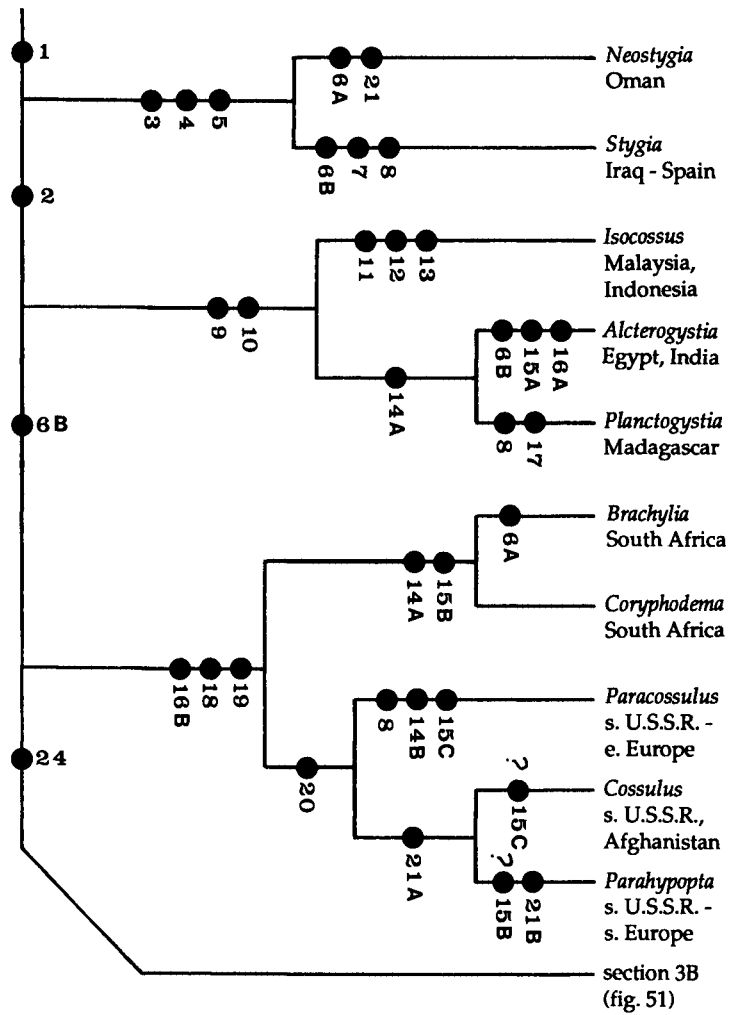 1
6A 21
Neostygia
Oman
3 4 5
6B 7 8
Stygia
Iraq - Spain
2
11 12 13
Isocossus
Malaysia,
Indonesia
9 10
6B 15A 16A
Alcterogystia
Egypt, India
14A
8 17
Planctogystia
Madagascar
6B
6A
Brachylia
South Africa
14A 15B
Coryphodema
South Africa
16B 18 19
8 14B 15C
Paracossulus
s. U.S.S.R. -
e. Europe
24
20
? 15C
Cossulus
s. U.S.S.R.,
Afghanistan
21A
? 15B 21B
Parahypopta
s. U.S.S.R. -
s. Europe
section 3B
(fig. 51)